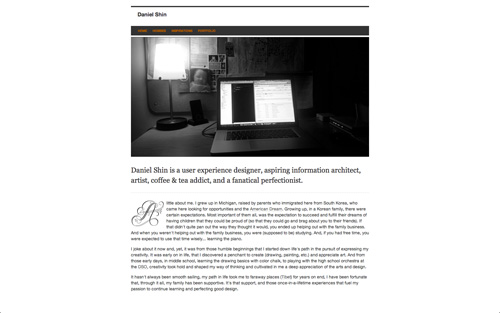 Daniel Shin
Daniel Shin is a user experience designer, aspiring information architect,
artist, coffee & tea addict, and a fanatical perfectionist.
A little about me. I grew up in Michigan, raised by parents who immigrated here from South Korea, who
came here looking for opportunities and the American Dream. Growing up, in a Korean family, there were
certain expectations. Most important of them all, was the expectation to succeed and fulfill their dreams of
having children that they could be proud of (so that they could go and brag about you to their friends). If
that didn't quite pan out the way they thought it would, you ended up helping out with the family business.
And when you weren't helping out with the family business, you were (supposed to be) studying. And, if you had free time, you
were expected to use that time wisely... learning the piano.
I joke about it now and, yet, it was from those humble beginnings that I started down life's path in the pursuit of expressing my
creativity. It was early on in life, that I discovered a penchant to create (drawing, painting, etc.) and appreciate art. And from
those early days, in middle school, learning the drawing basics with color chalk, to playing with the high school orchestra at
the creativity took hold and shaped my way of thinking and cultivated in me a deep appreciation of the arts and design.
It hasn't always been smooth sailing, my path in life took me to faraway places (Tibet) for years on end, I have been fortunate
that, through it all, my family has been supportive. It's that support, and those once-in-a-lifetime experiences that fuel my
passion to continue learning and perfecting good design.